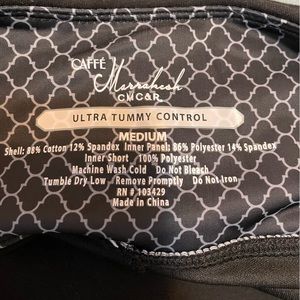 CAFFÉ
Marrakesh
CMC&R
ULTRA TUMMY CONTROL
MEDIUM
Shell: 88% Cotton 12% Spandex Inner Panel: 86% Polyester 14% Spandex
Inner Short 100% Polyester
Machine Wash Cold Do Not Bleach
Tumble Dry Low Remove Promptly Do Not Iron
RN # 103429
Made in China